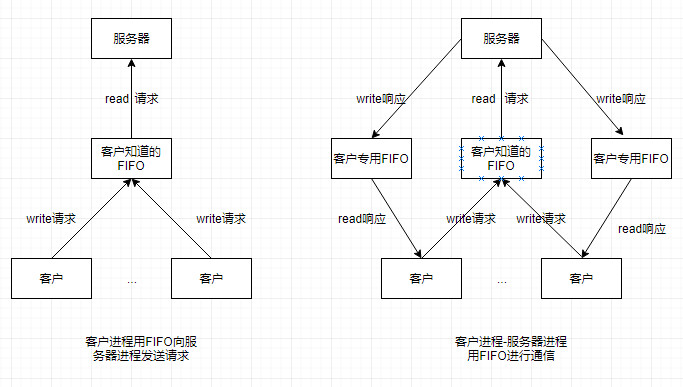 服务器
read 请求
客户知道的
FIFO
write请求
write请求
客户
...
客户
客户进程用FIFO向服
务器进程发送请求
服务器
write响应
read 请求
write响应
客户专用FIFO
客户知道的
FIFO
客户专用FIFO
read响应
write请求
write请求
read响应
客户
...
客户
客户进程-服务器进程
用FIFO进行通信